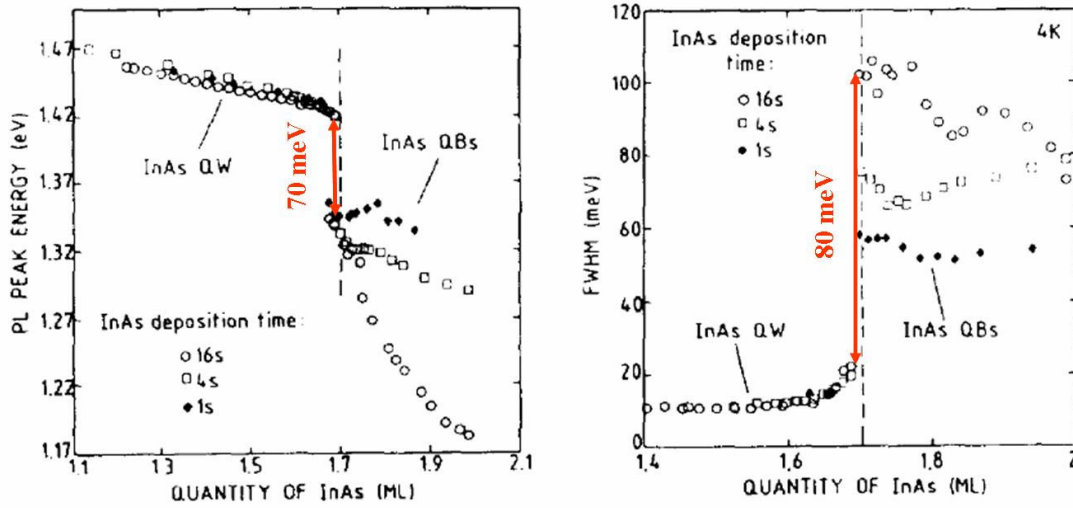 PL PEAK ENERGY (eV)
1.47
1.42
1.37
1.32
1.27
1.22
1.17
InAs QW
70 meV
InAs QBs
InAs deposition time:
16s
4s
1s
1.1
1.3
1.5
1.7
1.9
2.1
QUANTITY OF InAs (ML)
FWHM (meV)
120
100
80
60
40
20
0
InAs deposition
time:
16s
4s
1s
4K
80 meV
InAs QW
InAs QBs
1.4
1.6
1.8
2
QUANTITY OF InAs (ML)